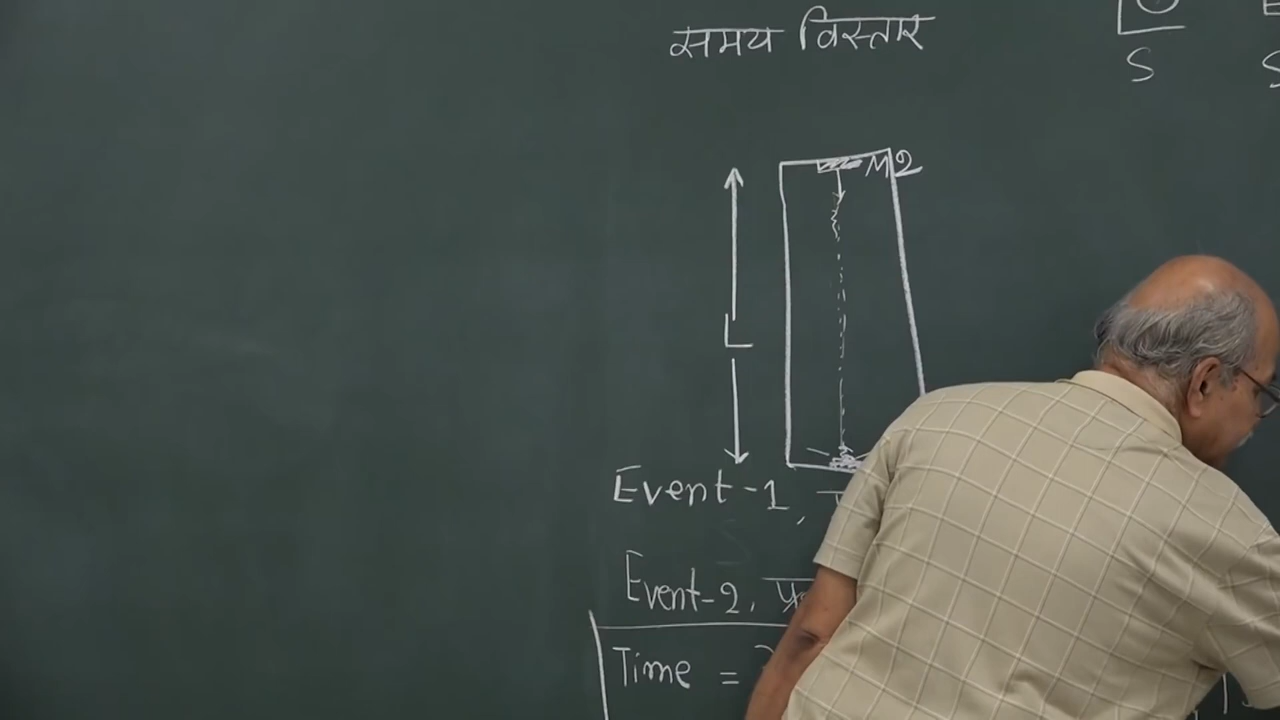 समय विस्तार
S
M2
L
Event-1,
Event-2,
Time =